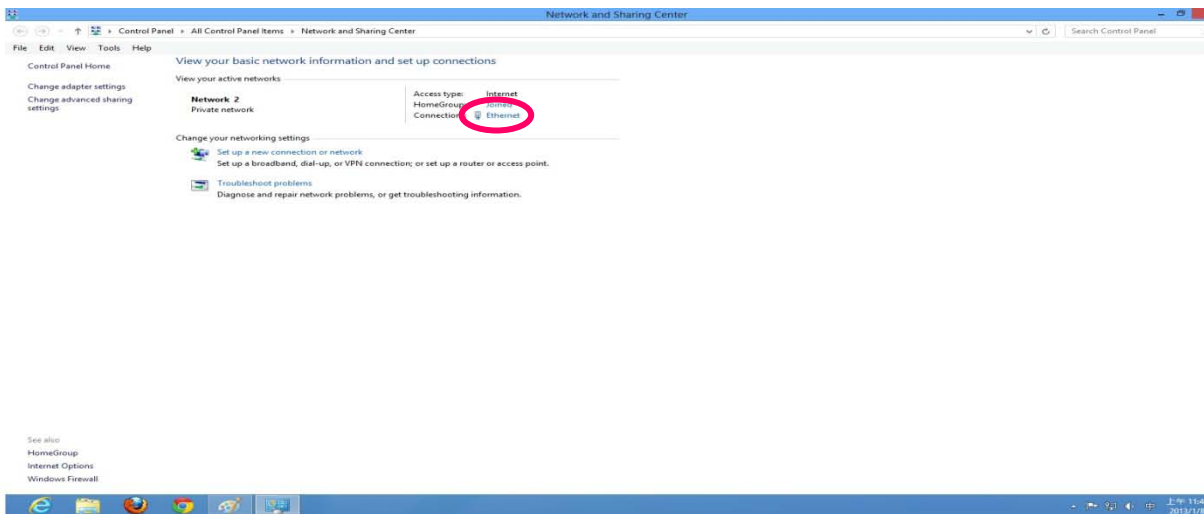 Network and Sharing Center
Control Panel ▸ All Control Panel Items ▸ Network and Sharing Center
Search Control Panel
File Edit View Tools Help
Control Panel Home
Change adapter settings
Change advanced sharing
settings
View your basic network information and set up connections
View your active networks
Network 2
Private network
Access type: Internet
HomeGroup Joined
Connection Ethernet
Change your networking settings
Set up a new connection or network
Set up a broadband, dial-up, or VPN connection; or set up a router or access point.
Troubleshoot problems
Diagnose and repair network problems, or get troubleshooting information.
See also
HomeGroup
Internet Options
Windows Firewall
中
上午 11:4
2013/1/